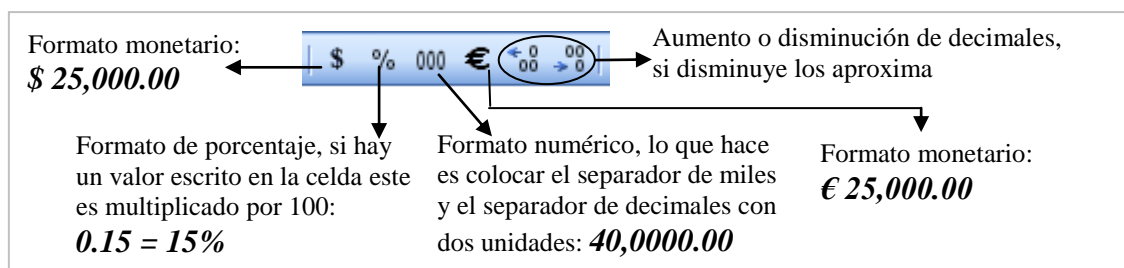 Formato monetario:
$ 25,000.00
$ % 000 € 0 00 00 0
Aumento o disminución de decimales,
si disminuye los aproxima
Formato de porcentaje, si hay
un valor escrito en la celda este
es multiplicado por 100:
0.15 = 15%
Formato numérico, lo que hace
es colocar el separador de miles
y el separador de decimales con
dos unidades: 40,0000.00
Formato monetario:
€ 25,000.00